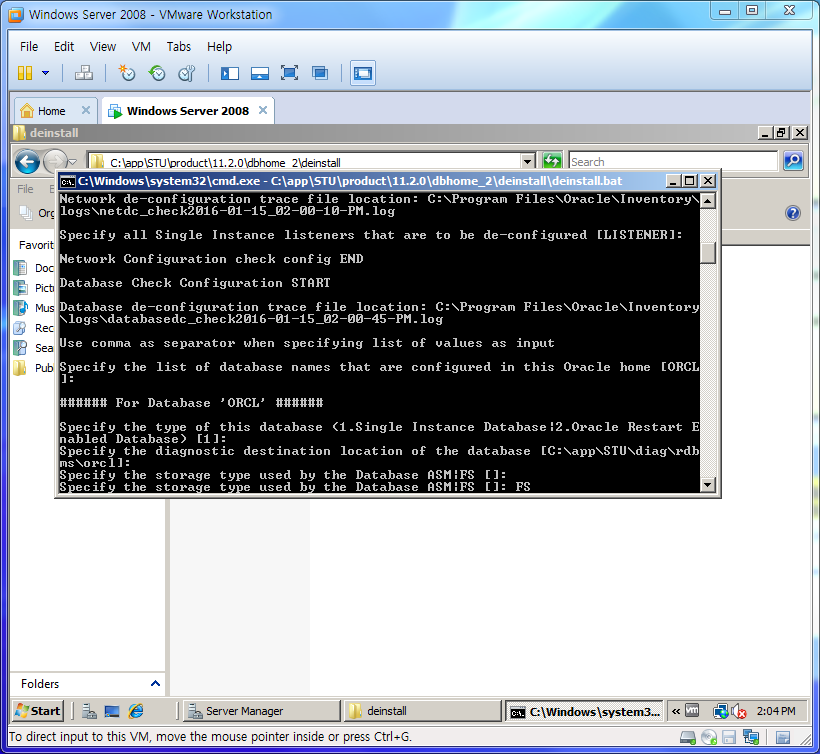 Windows Server 2008 - VMware Workstation
File Edit View VM Tabs Help
Home
Windows Server 2008
deinstall
C:\app\STU\product\11.2.0\dbhome_2\deinstall
Search
File
C:\Windows\system32\cmd.exe - C:\app\STU\product\11.2.0\dbhome_2\deinstall\deinstall.bat
Network de-configuration trace file location: C:\Program Files\Oracle\Inventory\
logs\netdc_check2016-01-15_02-00-10-PM.log
Specify all Single Instance listeners that are to be de-configured [LISTENER]:
Network Configuration check config END
Database Check Configuration START
Database de-configuration trace file location: C:\Program Files\Oracle\Inventory
\logs\databasedc_check2016-01-15_02-00-45-PM.log
Use comma as separator when specifying list of values as input
Specify the list of database names that are configured in this Oracle home [ORCL
]:
###### For Database 'ORCL' ######
Specify the type of this database (1.Single Instance Database|2.Oracle Restart E
nabled Database) [1]:
Specify the diagnostic destination location of the database [C:\app\STU\diag\rdb
ms\orcl]:
Specify the storage type used by the Database ASM|FS []:
Specify the storage type used by the Database ASM|FS []: FS
Org
Favorit
Doc
Pict
Mus
Rec
Sea
Pub
Folders
Start
Server Manager
deinstall
C:\Windows\system3...
2:04 PM
To direct input to this VM, move the mouse pointer inside or press Ctrl+G.